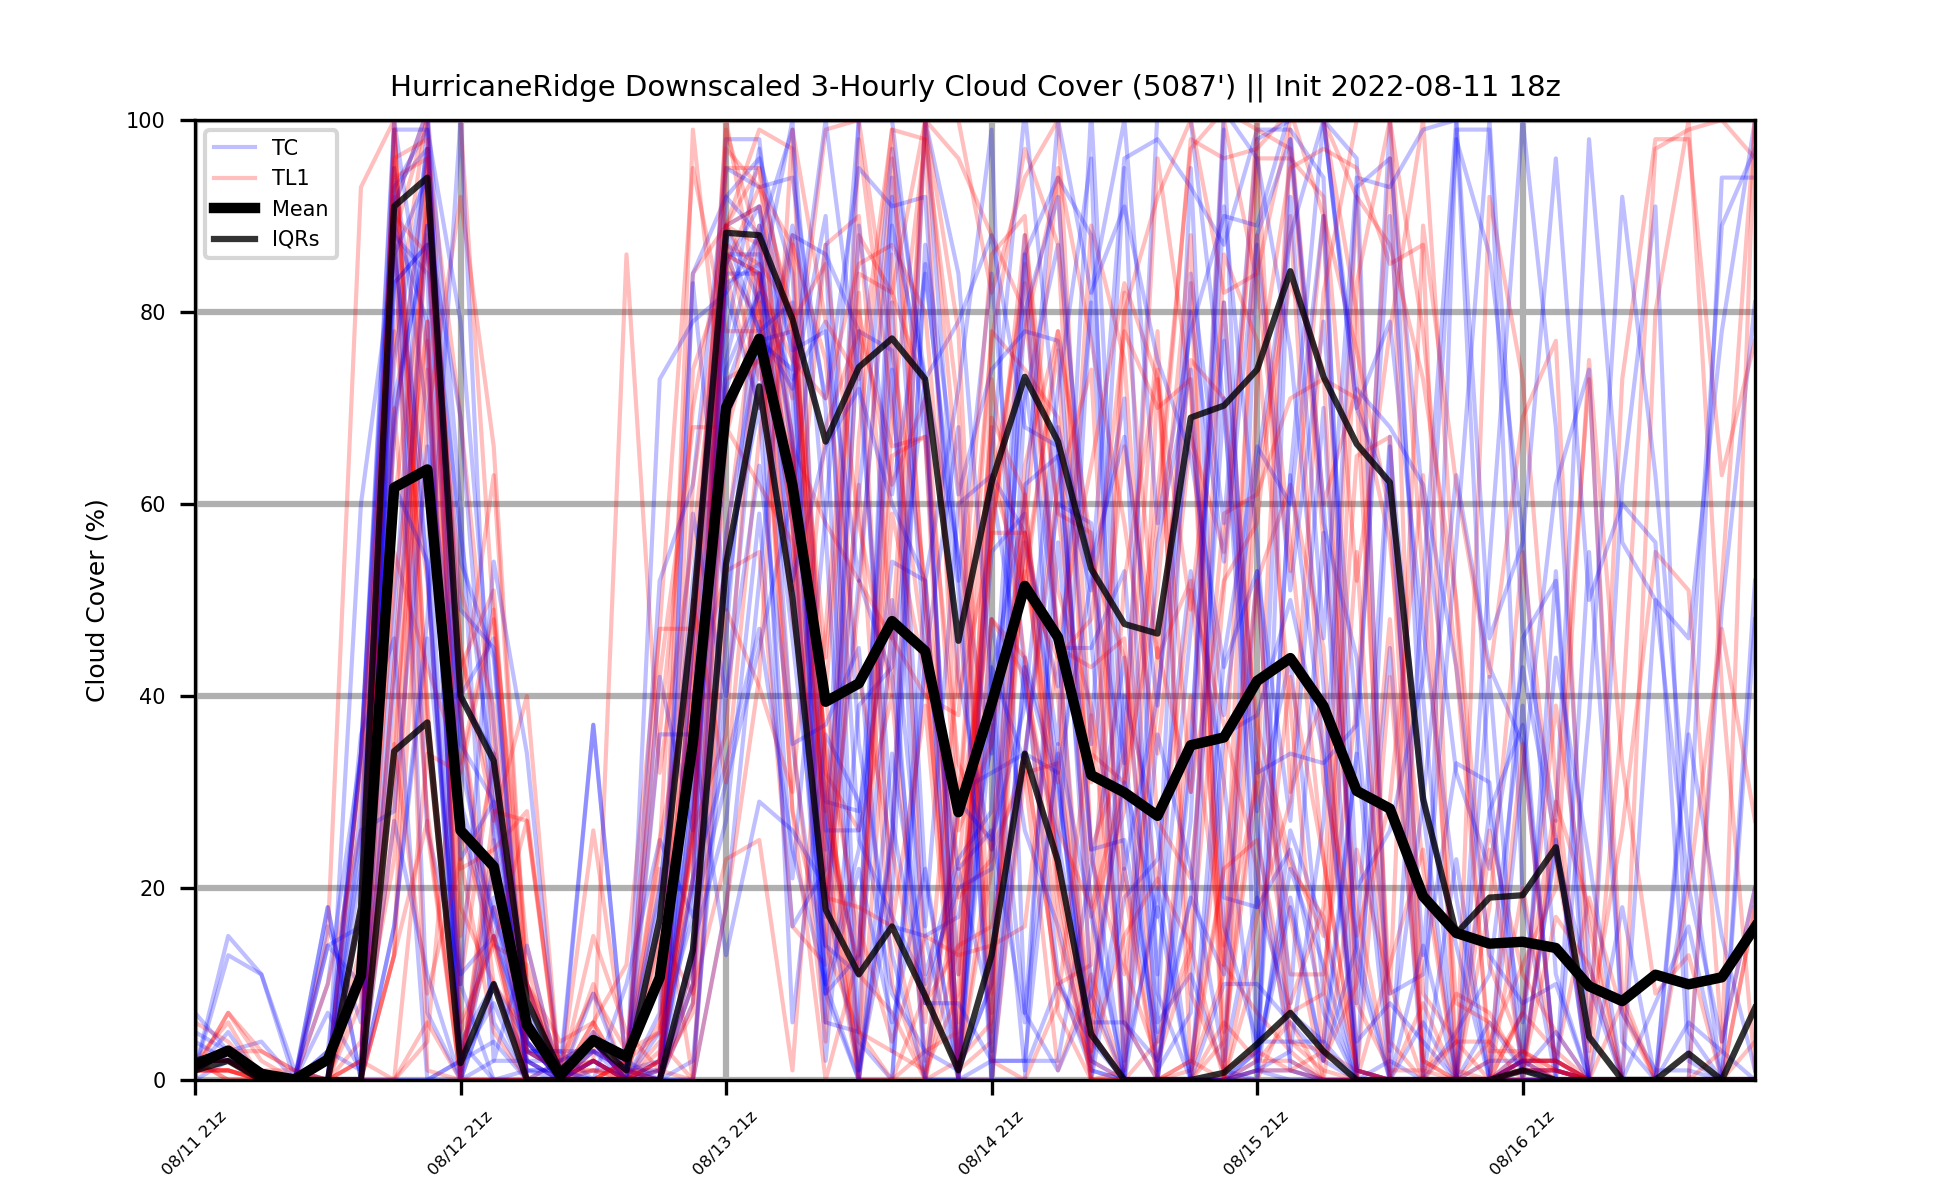 HurricaneRidge Downscaled 3-Hourly Cloud Cover (5087') || Init 2022-08-11 18z
TC
TL1
Mean
IQRs
Cloud Cover (%)
100
80
60
40
20
0
08/11 21z
08/12 21z
08/13 21z
08/14 21z
08/15 21z
08/16 21z